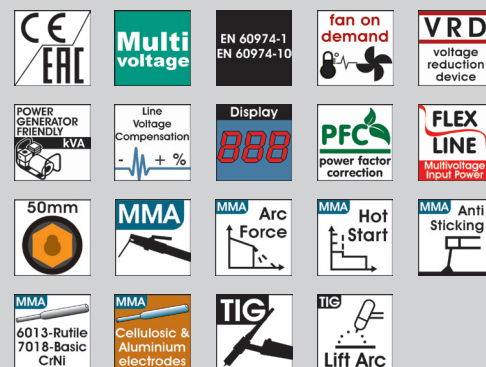 CE
EAC
Multi
voltage
EN 60974-1
EN 60974-10
fan on
demand
VRD
voltage
reduction
device
POWER
GENERATOR
FRIENDLY
kVA
Line
Voltage
Compensation
- + %
Display
888
PFC
power factor
correction
FLEX
LINE
Multivoltage
Input Power
50mm
MMA
MMA
Arc
Force
MMA
Hot
Start
MMA
Anti
Sticking
MMA
6013-Rutile
7018-Basic
CrNi
MMA
Cellulosic &
Aluminium
electrodes
TIG
TIG
Lift Arc